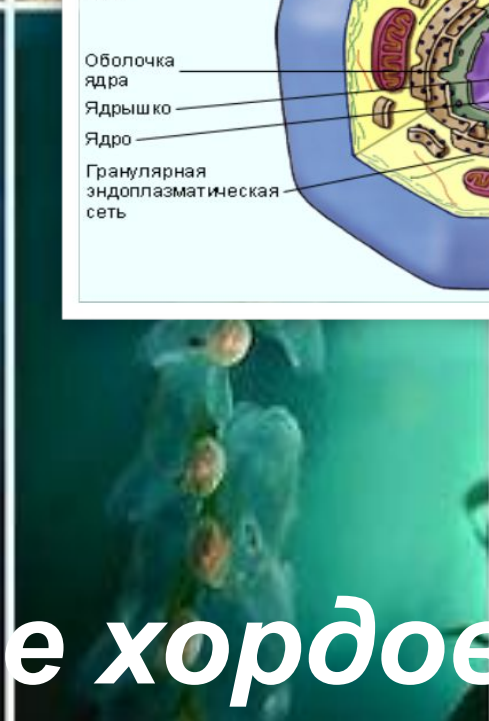 Оболочка
ядра
Ядрышко
Ядро
Гранулярная
эндоплазматическая
сеть
е хордое